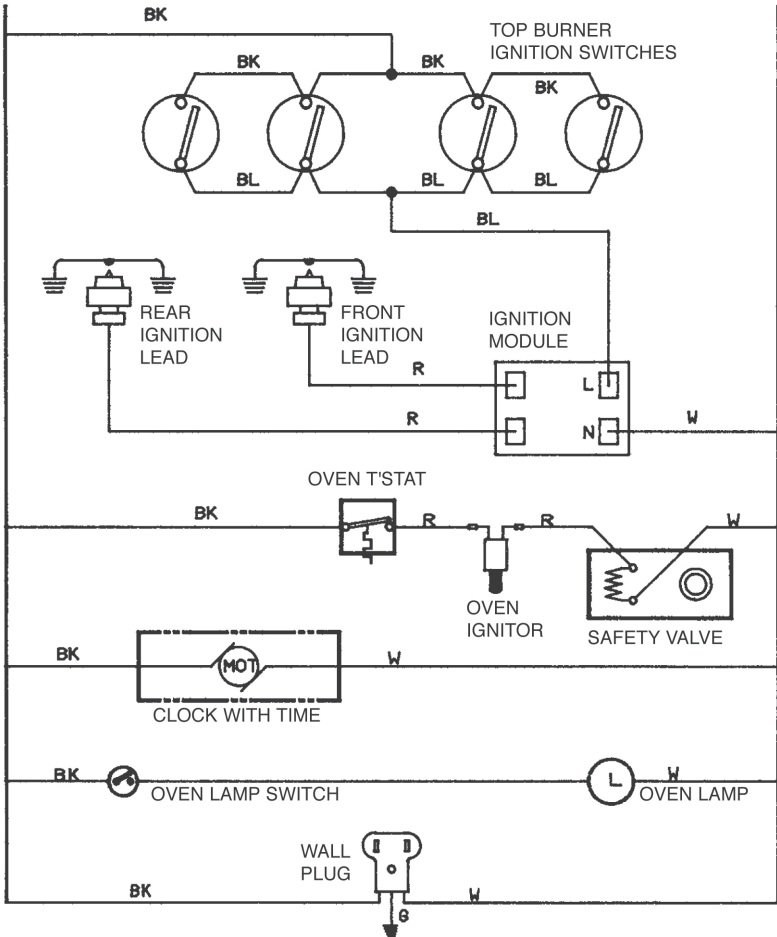 BK
TOP BURNER
IGNITION SWITCHES
BK
BK
BK
BL
BL
BL
BL
REAR
IGNITION
LEAD
FRONT
IGNITION
LEAD
IGNITION
MODULE
R
L
R
N
W
OVEN T'STAT
BK
R
R
W
OVEN
IGNITOR
SAFETY VALVE
BK
MOT
W
CLOCK WITH TIME
BK
OVEN LAMP SWITCH
L
W
OVEN LAMP
WALL
PLUG
BK
W
G